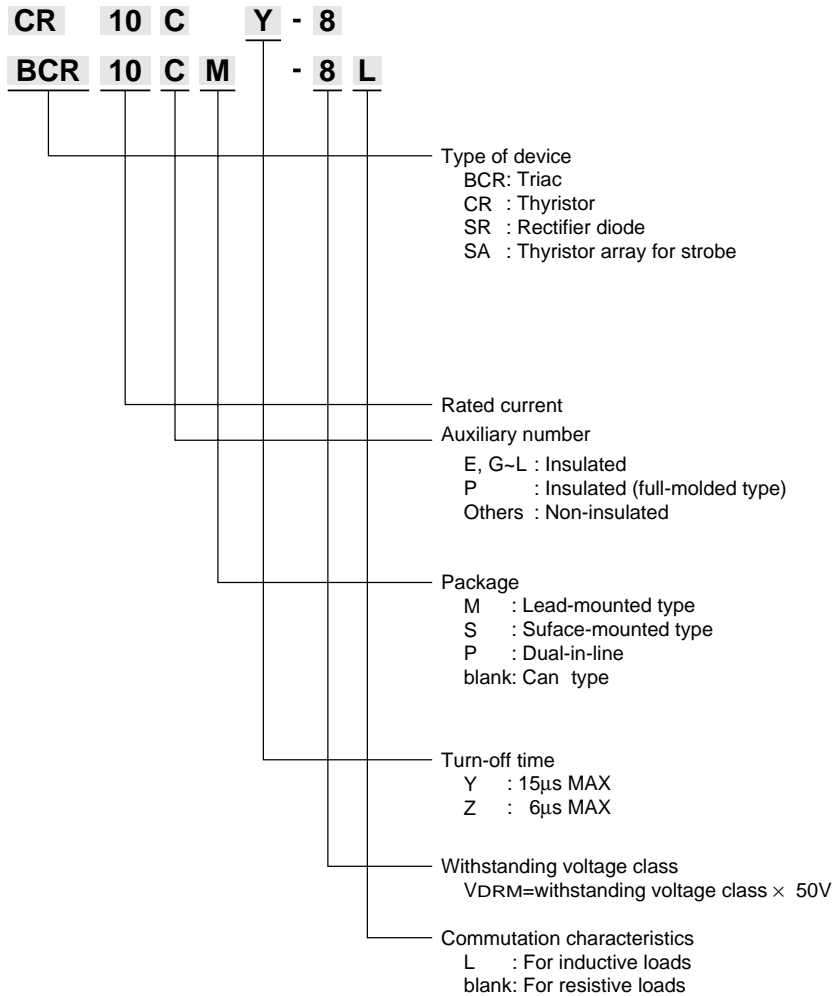 CR 10 C Y - 8
BCR 10 C M - 8 L
Type of device
BCR: Triac
CR : Thyristor
SR : Rectifier diode
SA : Thyristor array for strobe
Rated current
Auxiliary number
E, G~L : Insulated
P : Insulated (full-molded type)
Others : Non-insulated
Package
M : Lead-mounted type
S : Suface-mounted type
P : Dual-in-line
blank: Can type
Turn-off time
Y : 15μs MAX
Z : 6μs MAX
Withstanding voltage class
VDRM=withstanding voltage class × 50V
Commutation characteristics
L : For inductive loads
blank: For resistive loads